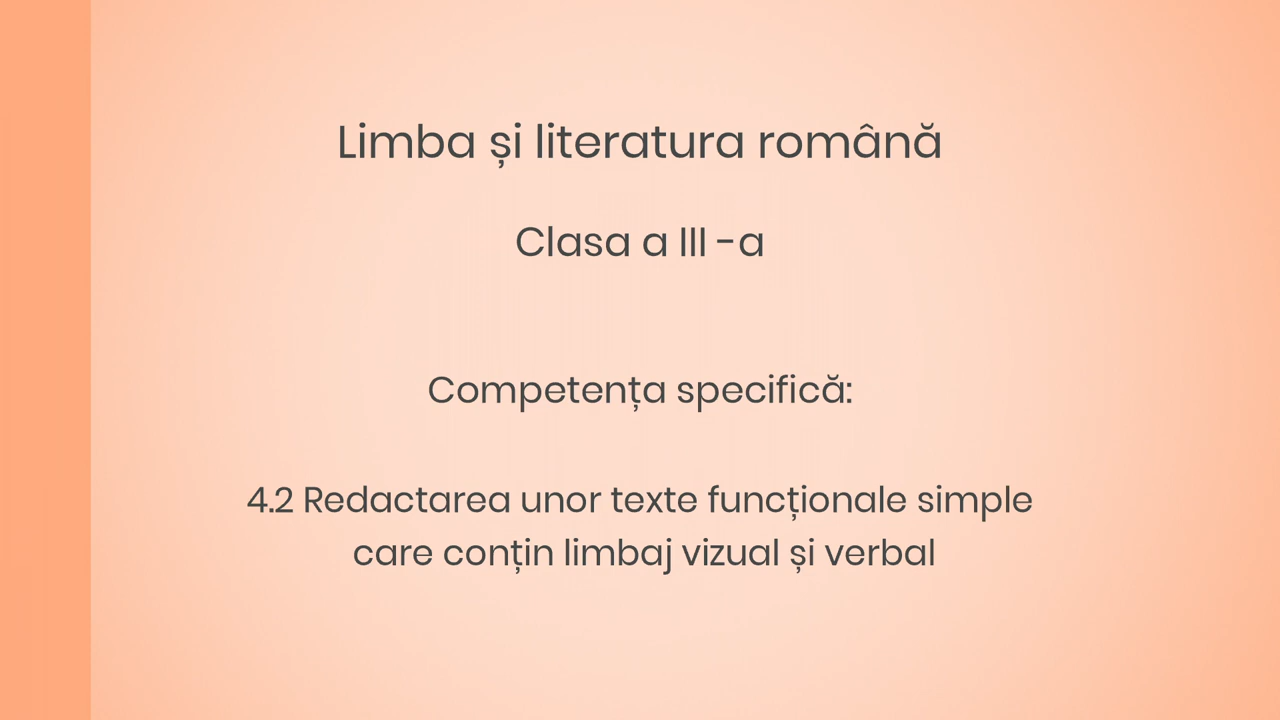 Limba și literatura română
Clasa a III -a
Competența specifică:
4.2 Redactarea unor texte funcționale simple
care conțin limbaj vizual și verbal